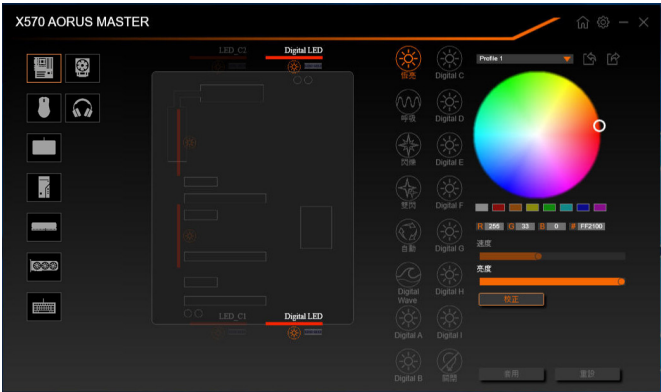 X570 AORUS MASTER
LED_C2
Digital LED
LED_C1
Digital LED
恆亮
Digital C
呼吸
Digital D
閃爍
Digital E
雙閃
Digital F
自動
Digital G
Digital Wave
Digital H
Digital A
Digital I
Digital B
關閉
Profile 1
R 255 G 33 B 0 # FF2100
速度
亮度
校正
套用
重設